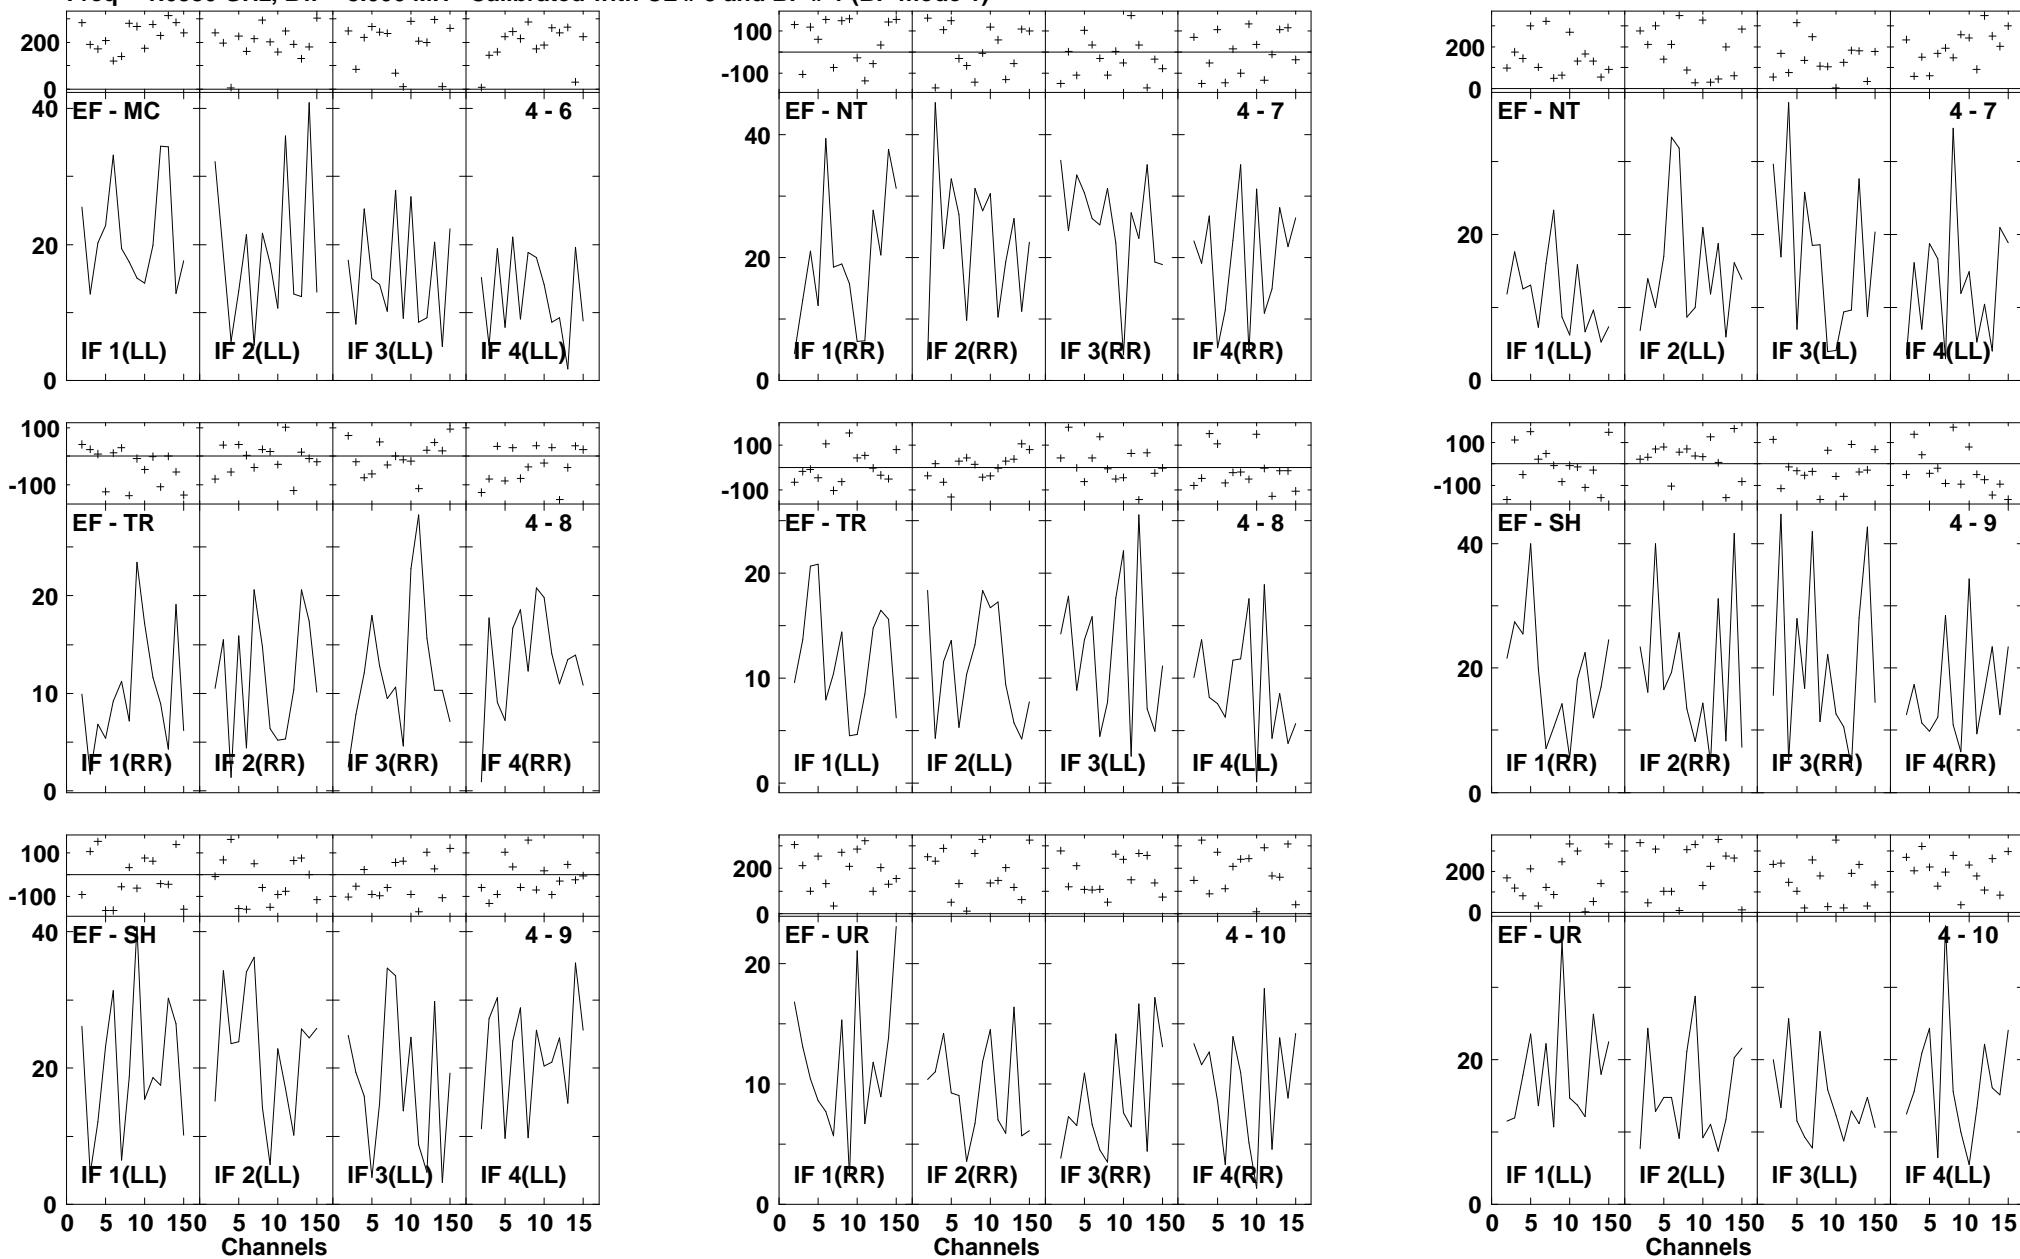 200
0
EF - MC
4 - 6
40
20
0
IF 1(LL)
IF 2(LL)
IF 3(LL)
IF 4(LL)
100
-100
EF - NT
4 - 7
40
20
0
IF 1(RR)
IF 2(RR)
IF 3(RR)
IF 4(RR)
200
0
EF - NT
4 - 7
20
0
IF 1(LL)
IF 2(LL)
IF 3(LL)
IF 4(LL)
100
-100
EF - TR
4 - 8
20
10
0
IF 1(RR)
IF 2(RR)
IF 3(RR)
IF 4(RR)
100
-100
EF - TR
4 - 8
20
10
0
IF 1(LL)
IF 2(LL)
IF 3(LL)
IF 4(LL)
100
-100
EF - SH
4 - 9
40
20
0
IF 1(RR)
IF 2(RR)
IF 3(RR)
IF 4(RR)
100
-100
EF - SH
4 - 9
40
20
0
IF 1(LL)
IF 2(LL)
IF 3(LL)
IF 4(LL)
0 5 10 150 5 10 150 5 10 150 5 10 15
Channels
200
0
EF - UR
4 - 10
20
10
0
IF 1(RR)
IF 2(RR)
IF 3(RR)
IF 4(RR)
0 5 10 150 5 10 150 5 10 150 5 10 15
Channels
200
0
EF - UR
4 - 10
20
0
IF 1(LL)
IF 2(LL)
IF 3(LL)
IF 4(LL)
0 5 10 150 5 10 150 5 10 150 5 10 15
Channels